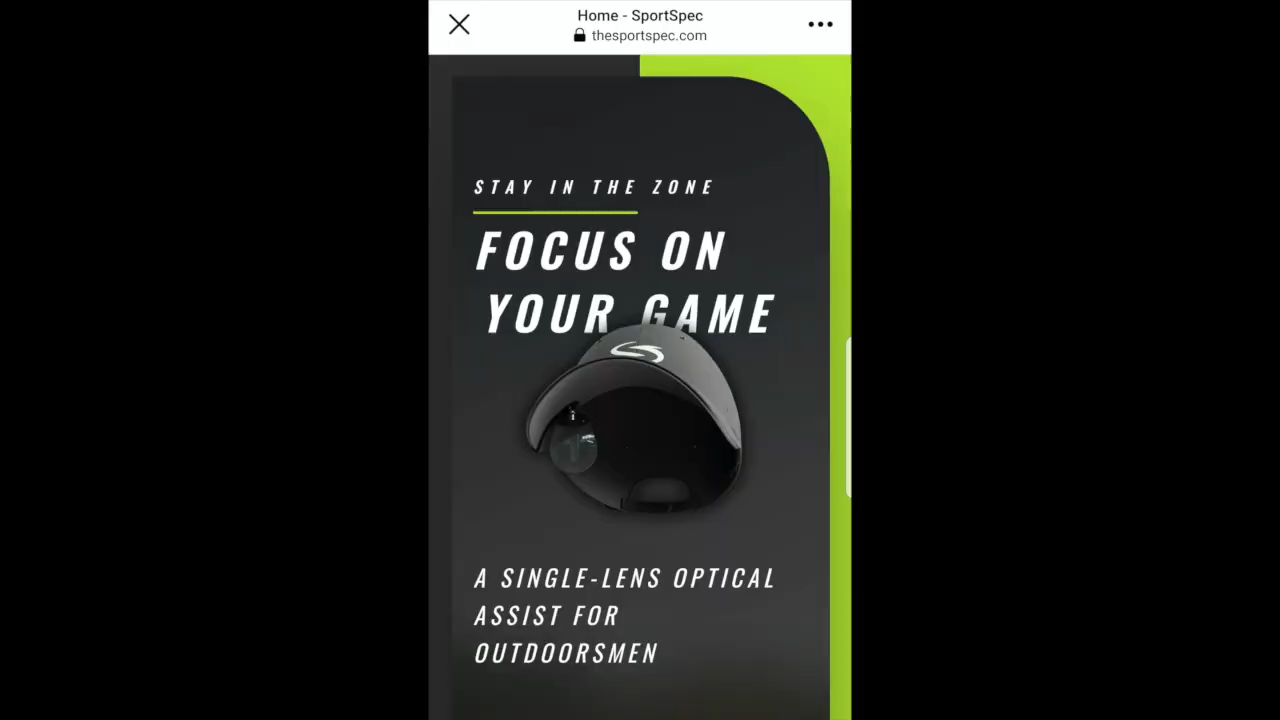 Home - SportSpec
thesportspec.com
STAY IN THE ZONE
FOCUS ON
YOUR GAME
A SINGLE-LENS OPTICAL
ASSIST FOR
OUTDOORSMEN